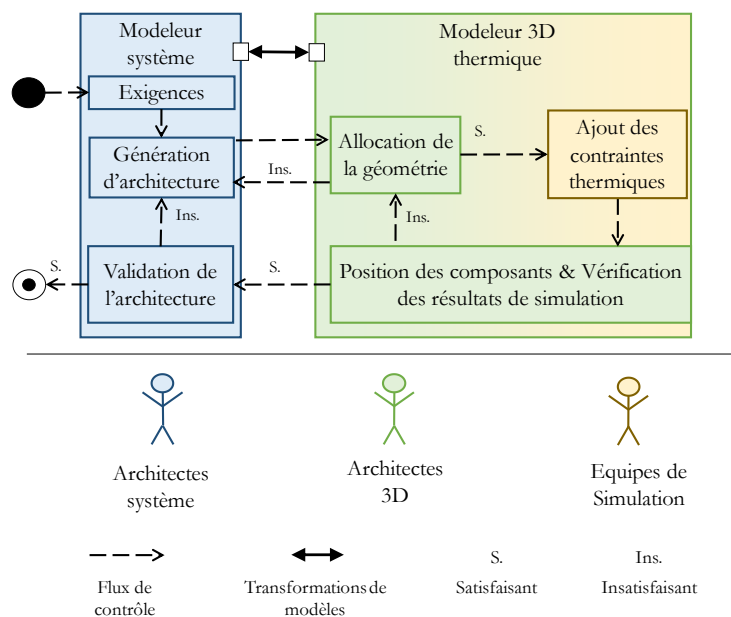 Modeleur
système
Modeleur 3D
thermique
Exigences
Génération
d'architecture
Allocation de
la géométrie
S.
Ajout des
contraintes
thermiques
Ins.
Ins.
Ins.
S.
Validation de
l'architecture
S.
Position des composants & Vérification
des résultats de simulation
Architectes
système
Architectes
3D
Equipes de
Simulation
Flux de
contrôle
Transformations de
modèles
S.
Satisfaisant
Ins.
Insatisfaisant